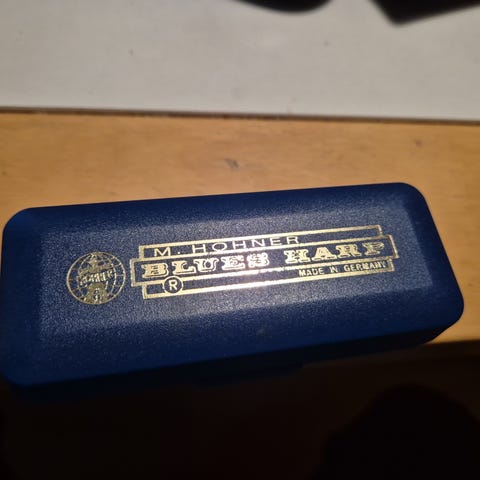 M. HOHNER
BLUES HARP
® MADE IN GERMANY